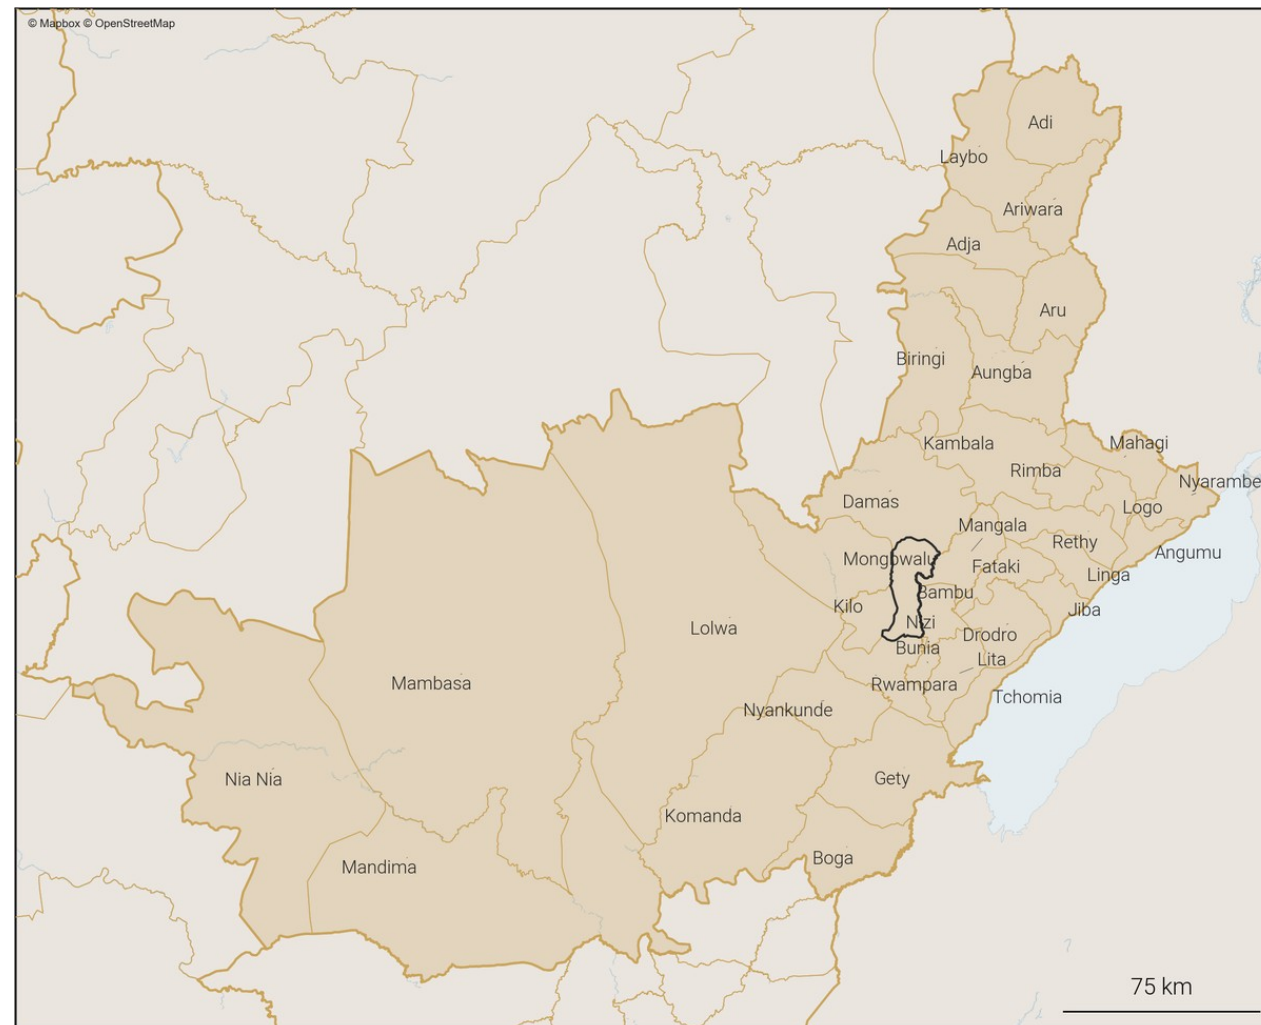 © Mapbox © OpenStreetMap
Adi
Laybo
Ariwara
Adja
Aru
Biringi
Aungba
Kambala
Mahagi
Rimba
Nyarambe
Damas
Logo
Mangala
Rethy
Angumu
Mongbwalu
Fataki
Linga
Bambu
Kilo
Jiba
Nizi
Lolwa
Drodro
Bunia
Lita
Mambasa
Rwampara
Tchomia
Nyankunde
Nia Nia
Gety
Komanda
Boga
Mandima
75 km